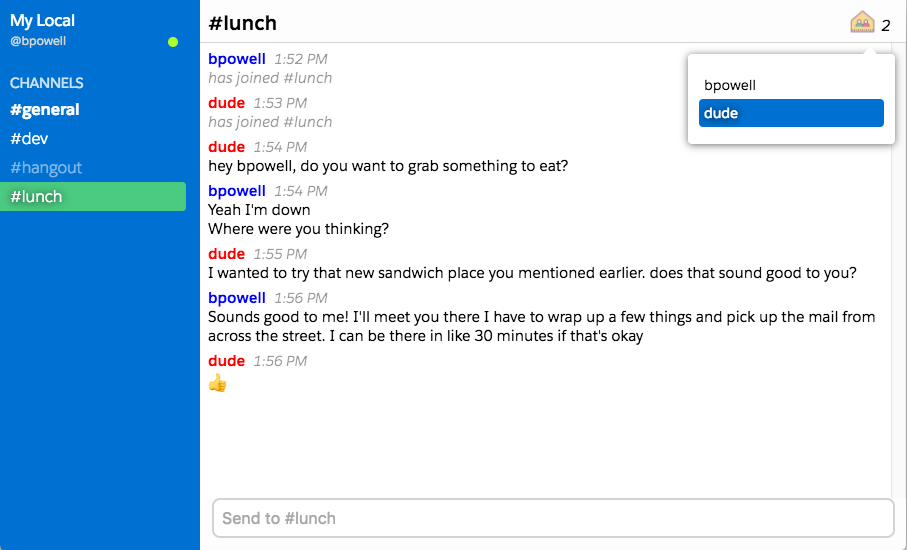 My Local
@bpowell
CHANNELS
#general
#dev
#hangout
#lunch
#lunch
2
bpowell
dude
bpowell 1:52 PM
has joined #lunch
dude 1:53 PM
has joined #lunch
dude 1:54 PM
hey bpowell, do you want to grab something to eat?
bpowell 1:54 PM
Yeah I'm down
Where were you thinking?
dude 1:55 PM
I wanted to try that new sandwich place you mentioned earlier. does that sound good to you?
bpowell 1:56 PM
Sounds good to me! I'll meet you there I have to wrap up a few things and pick up the mail from
across the street. I can be there in like 30 minutes if that's okay
dude 1:56 PM
👍
Send to #lunch